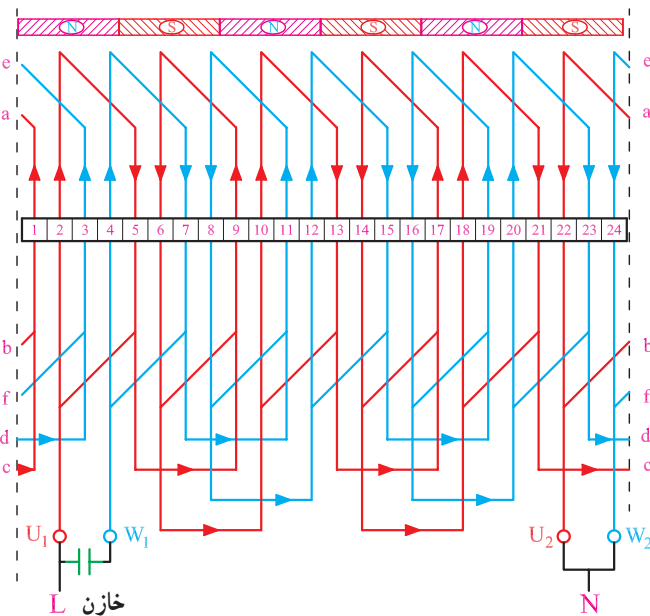 N S N S N S
e e
a a
1 2 3 4 5 6 7 8 9 10 11 12 13 14 15 16 17 18 19 20 21 22 23 24
b b
f f
d d
c c
U1 W1 U2 W2
L خازن N